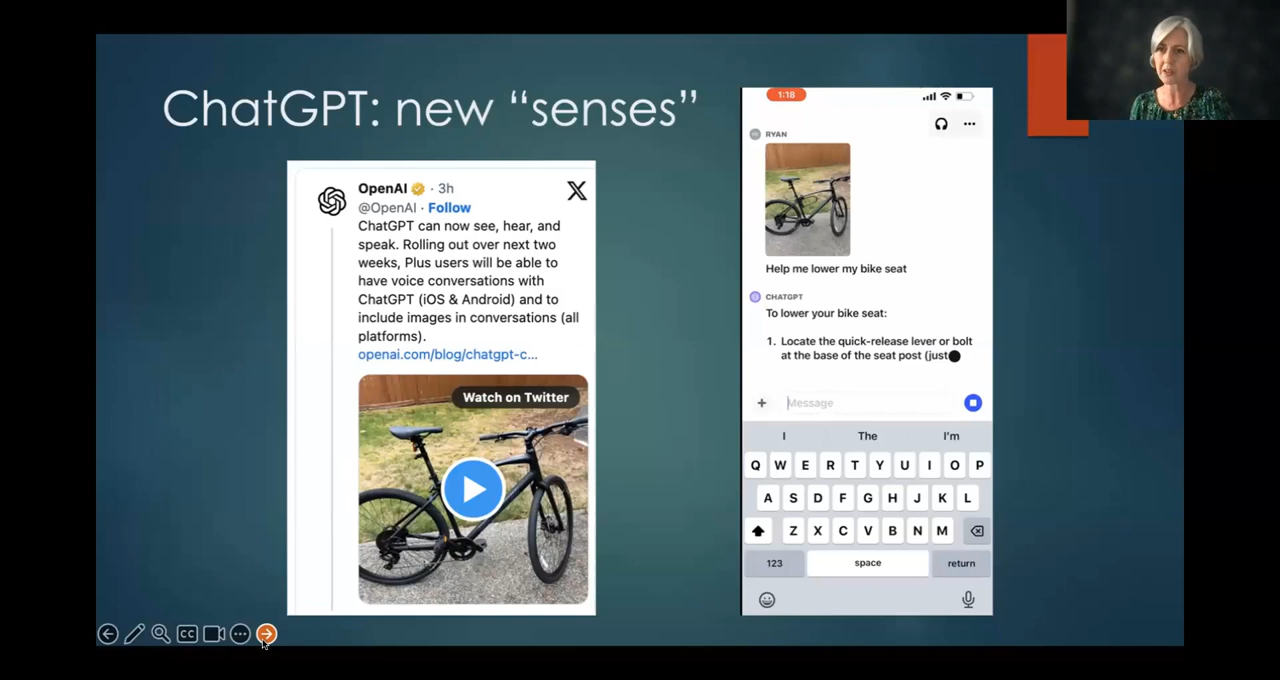 ChatGPT: new “senses”
OpenAI · 3h
@OpenAI · Follow
ChatGPT can now see, hear, and
speak. Rolling out over next two
weeks, Plus users will be able to
have voice conversations with
ChatGPT (iOS & Android) and to
include images in conversations (all
platforms).
openai.com/blog/chatgpt-c...
Watch on Twitter
1:18
RYAN
Help me lower my bike seat
CHATGPT
To lower your bike seat:
1. Locate the quick-release lever or bolt
at the base of the seat post (just
Message
I The I'm
Q W E R T Y U I O P
A S D F G H J K L
Z X C V B N M
123 space return
CC